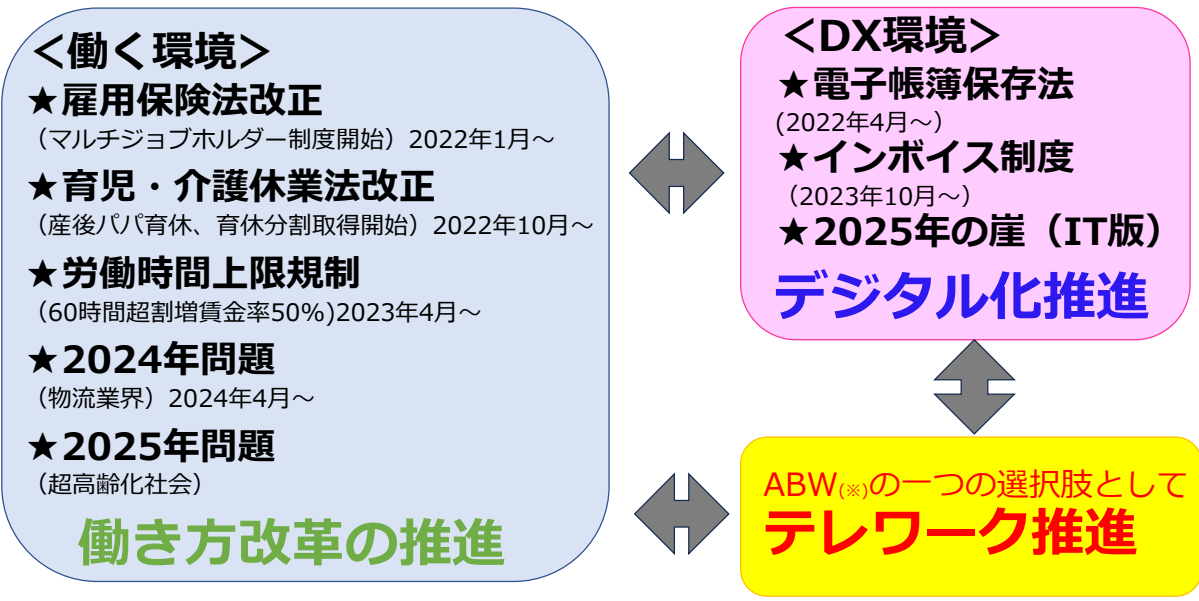 ＜働く環境＞
★雇用保険法改正
（マルチジョブホルダー制度開始）2022年1月～
★育児・介護休業法改正
（産後パパ育休、育休分割取得開始）2022年10月～
★労働時間上限規制
（60時間超割増賃金率50%)2023年4月～
★2024年問題
（物流業界）2024年4月～
★2025年問題
（超高齢化社会）
働き方改革の推進
＜DX環境＞
★電子帳簿保存法
(2022年4月～）
★インボイス制度
（2023年10月～）
★2025年の崖（IT版）
デジタル化推進
ABW(※)の一つの選択肢として
テレワーク推進